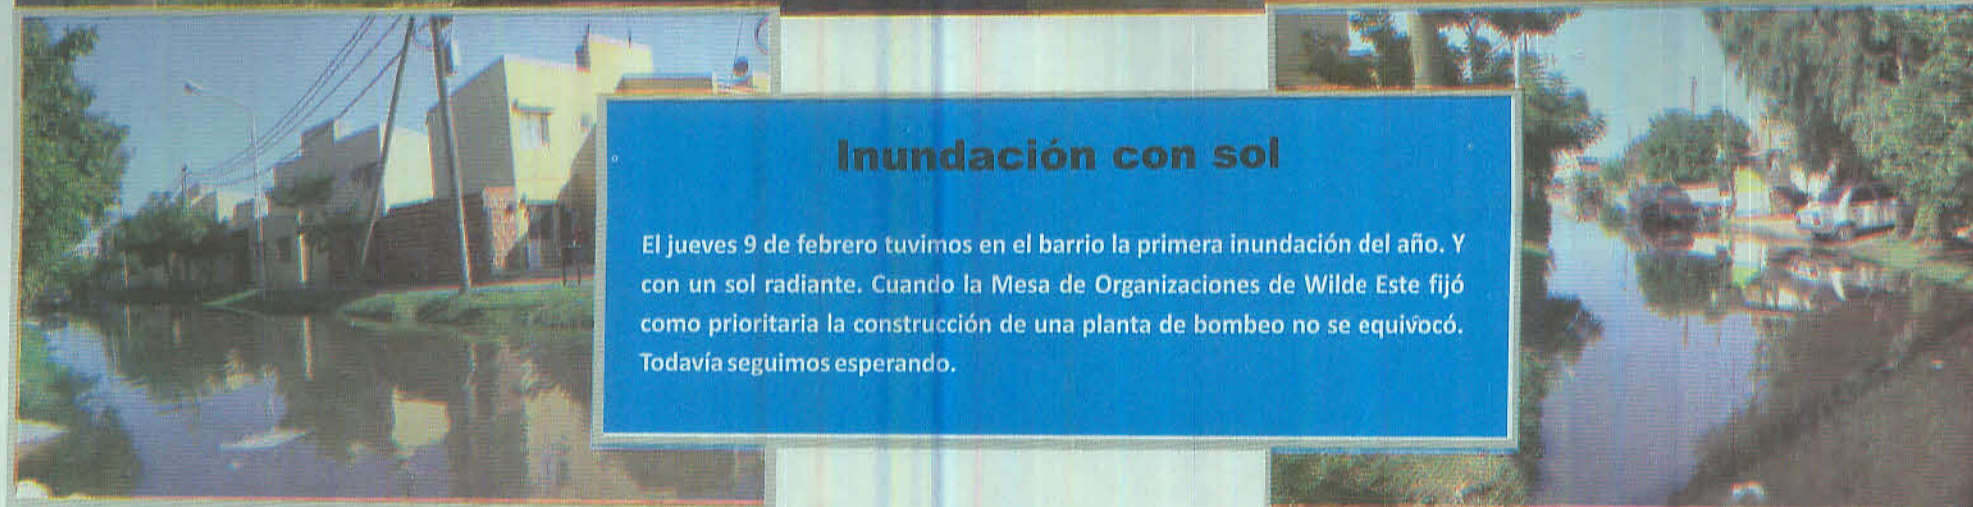 Inundación con sol
El jueves 9 de febrero tuvimos en el barrio la primera inundación del año. Y
con un sol radiante. Cuando la Mesa de Organizaciones de Wilde Este fijó
como prioritaria la construcción de una planta de bombeo no se equivocó.
Todavía seguimos esperando.